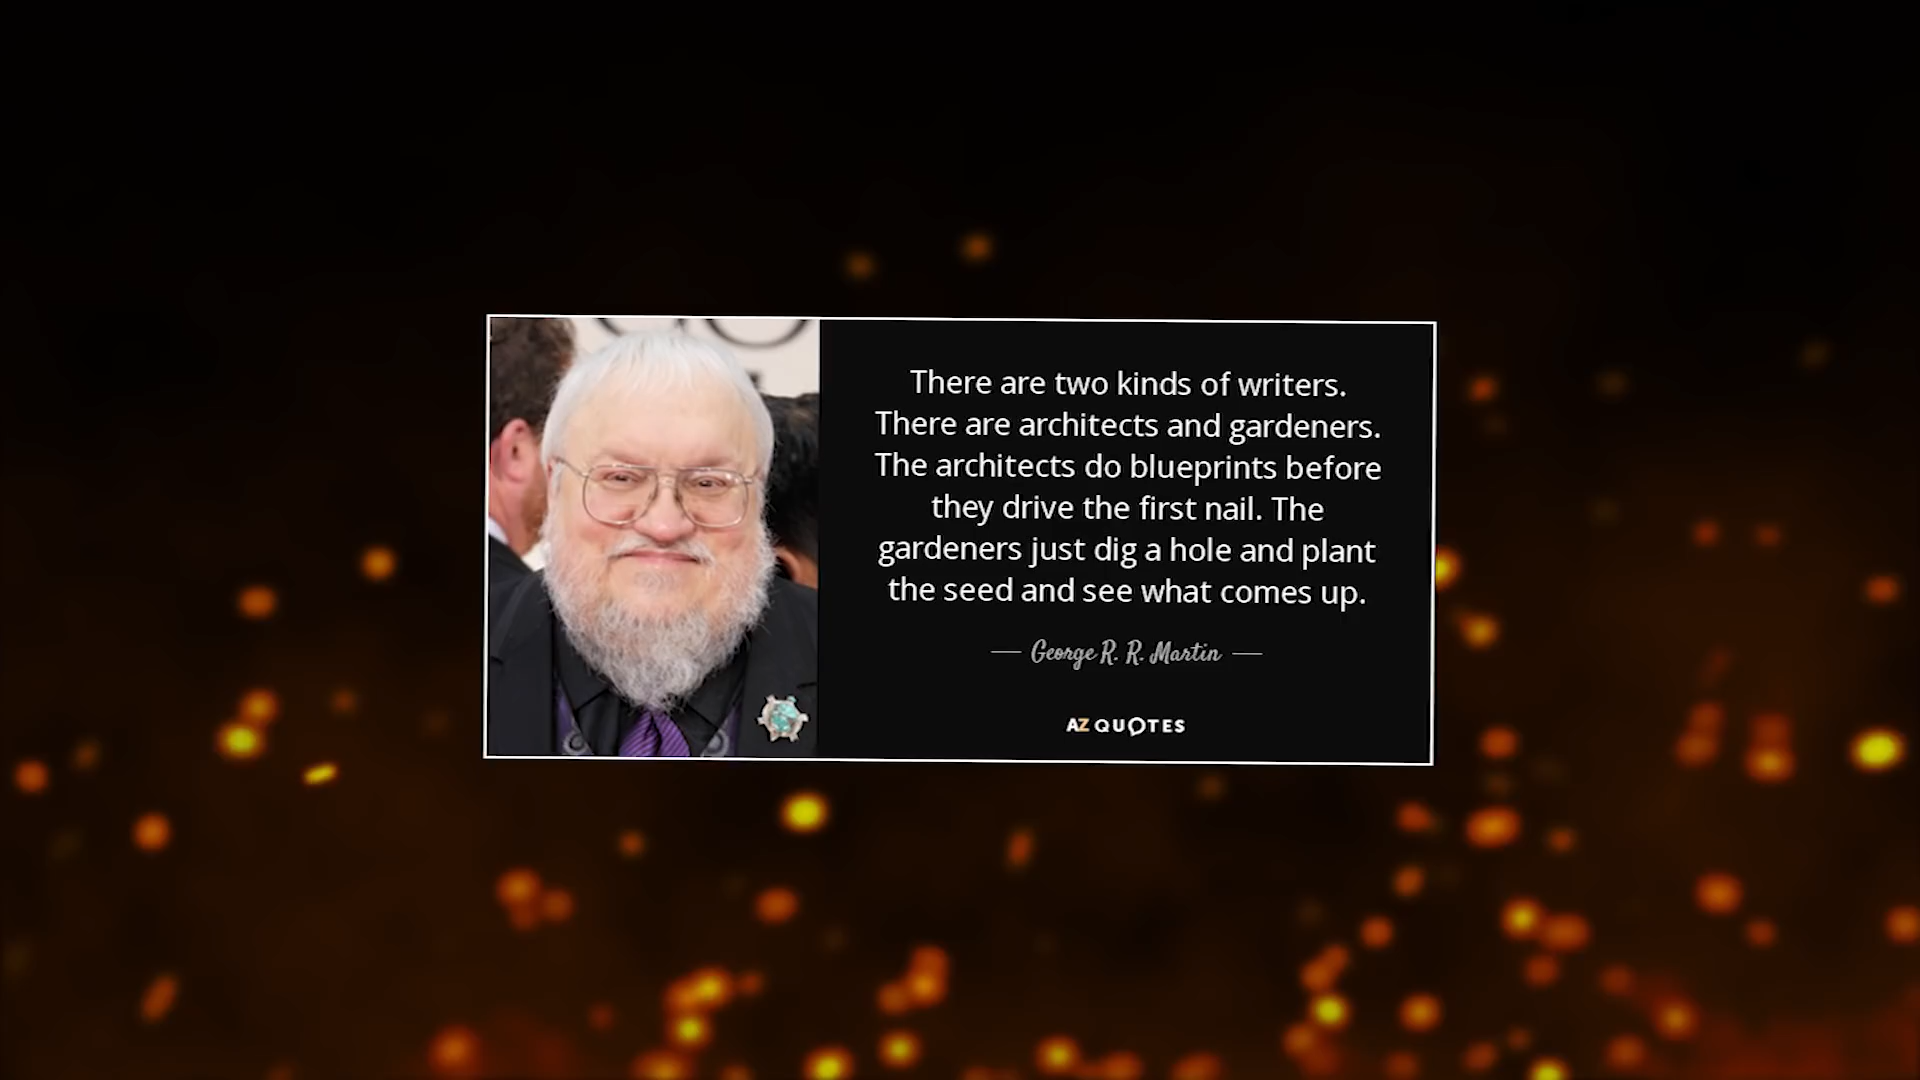 There are two kinds of writers.
There are architects and gardeners.
The architects do blueprints before
they drive the first nail. The
gardeners just dig a hole and plant
the seed and see what comes up.
George R. R. Martin
AZ QUOTES